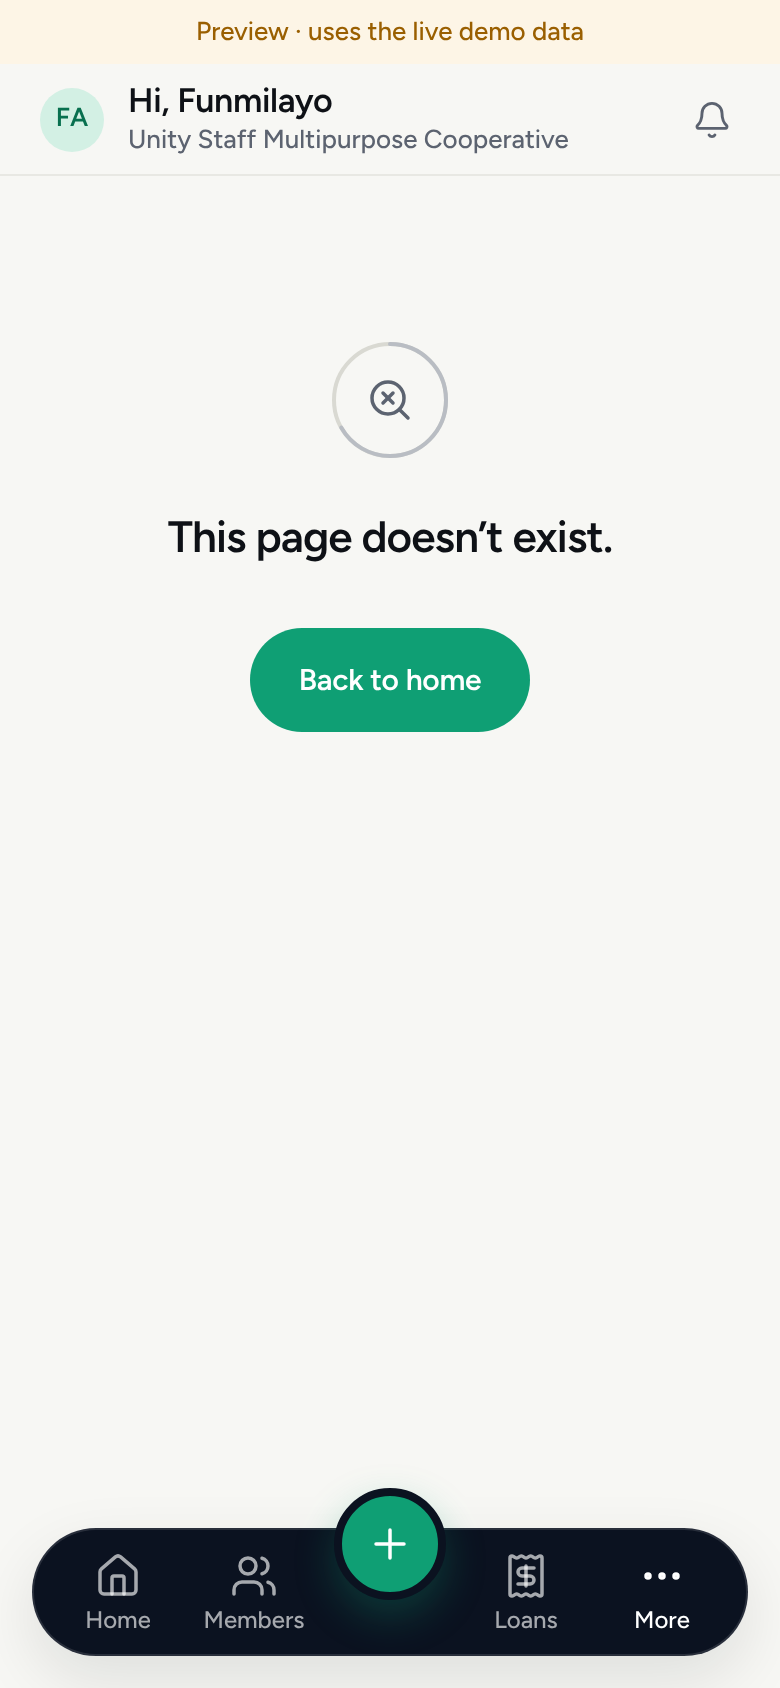 Preview · uses the live demo data
FA
Hi, Funmilayo
Unity Staff Multipurpose Cooperative
This page doesn’t exist.
Back to home
Home
Members
Loans
More